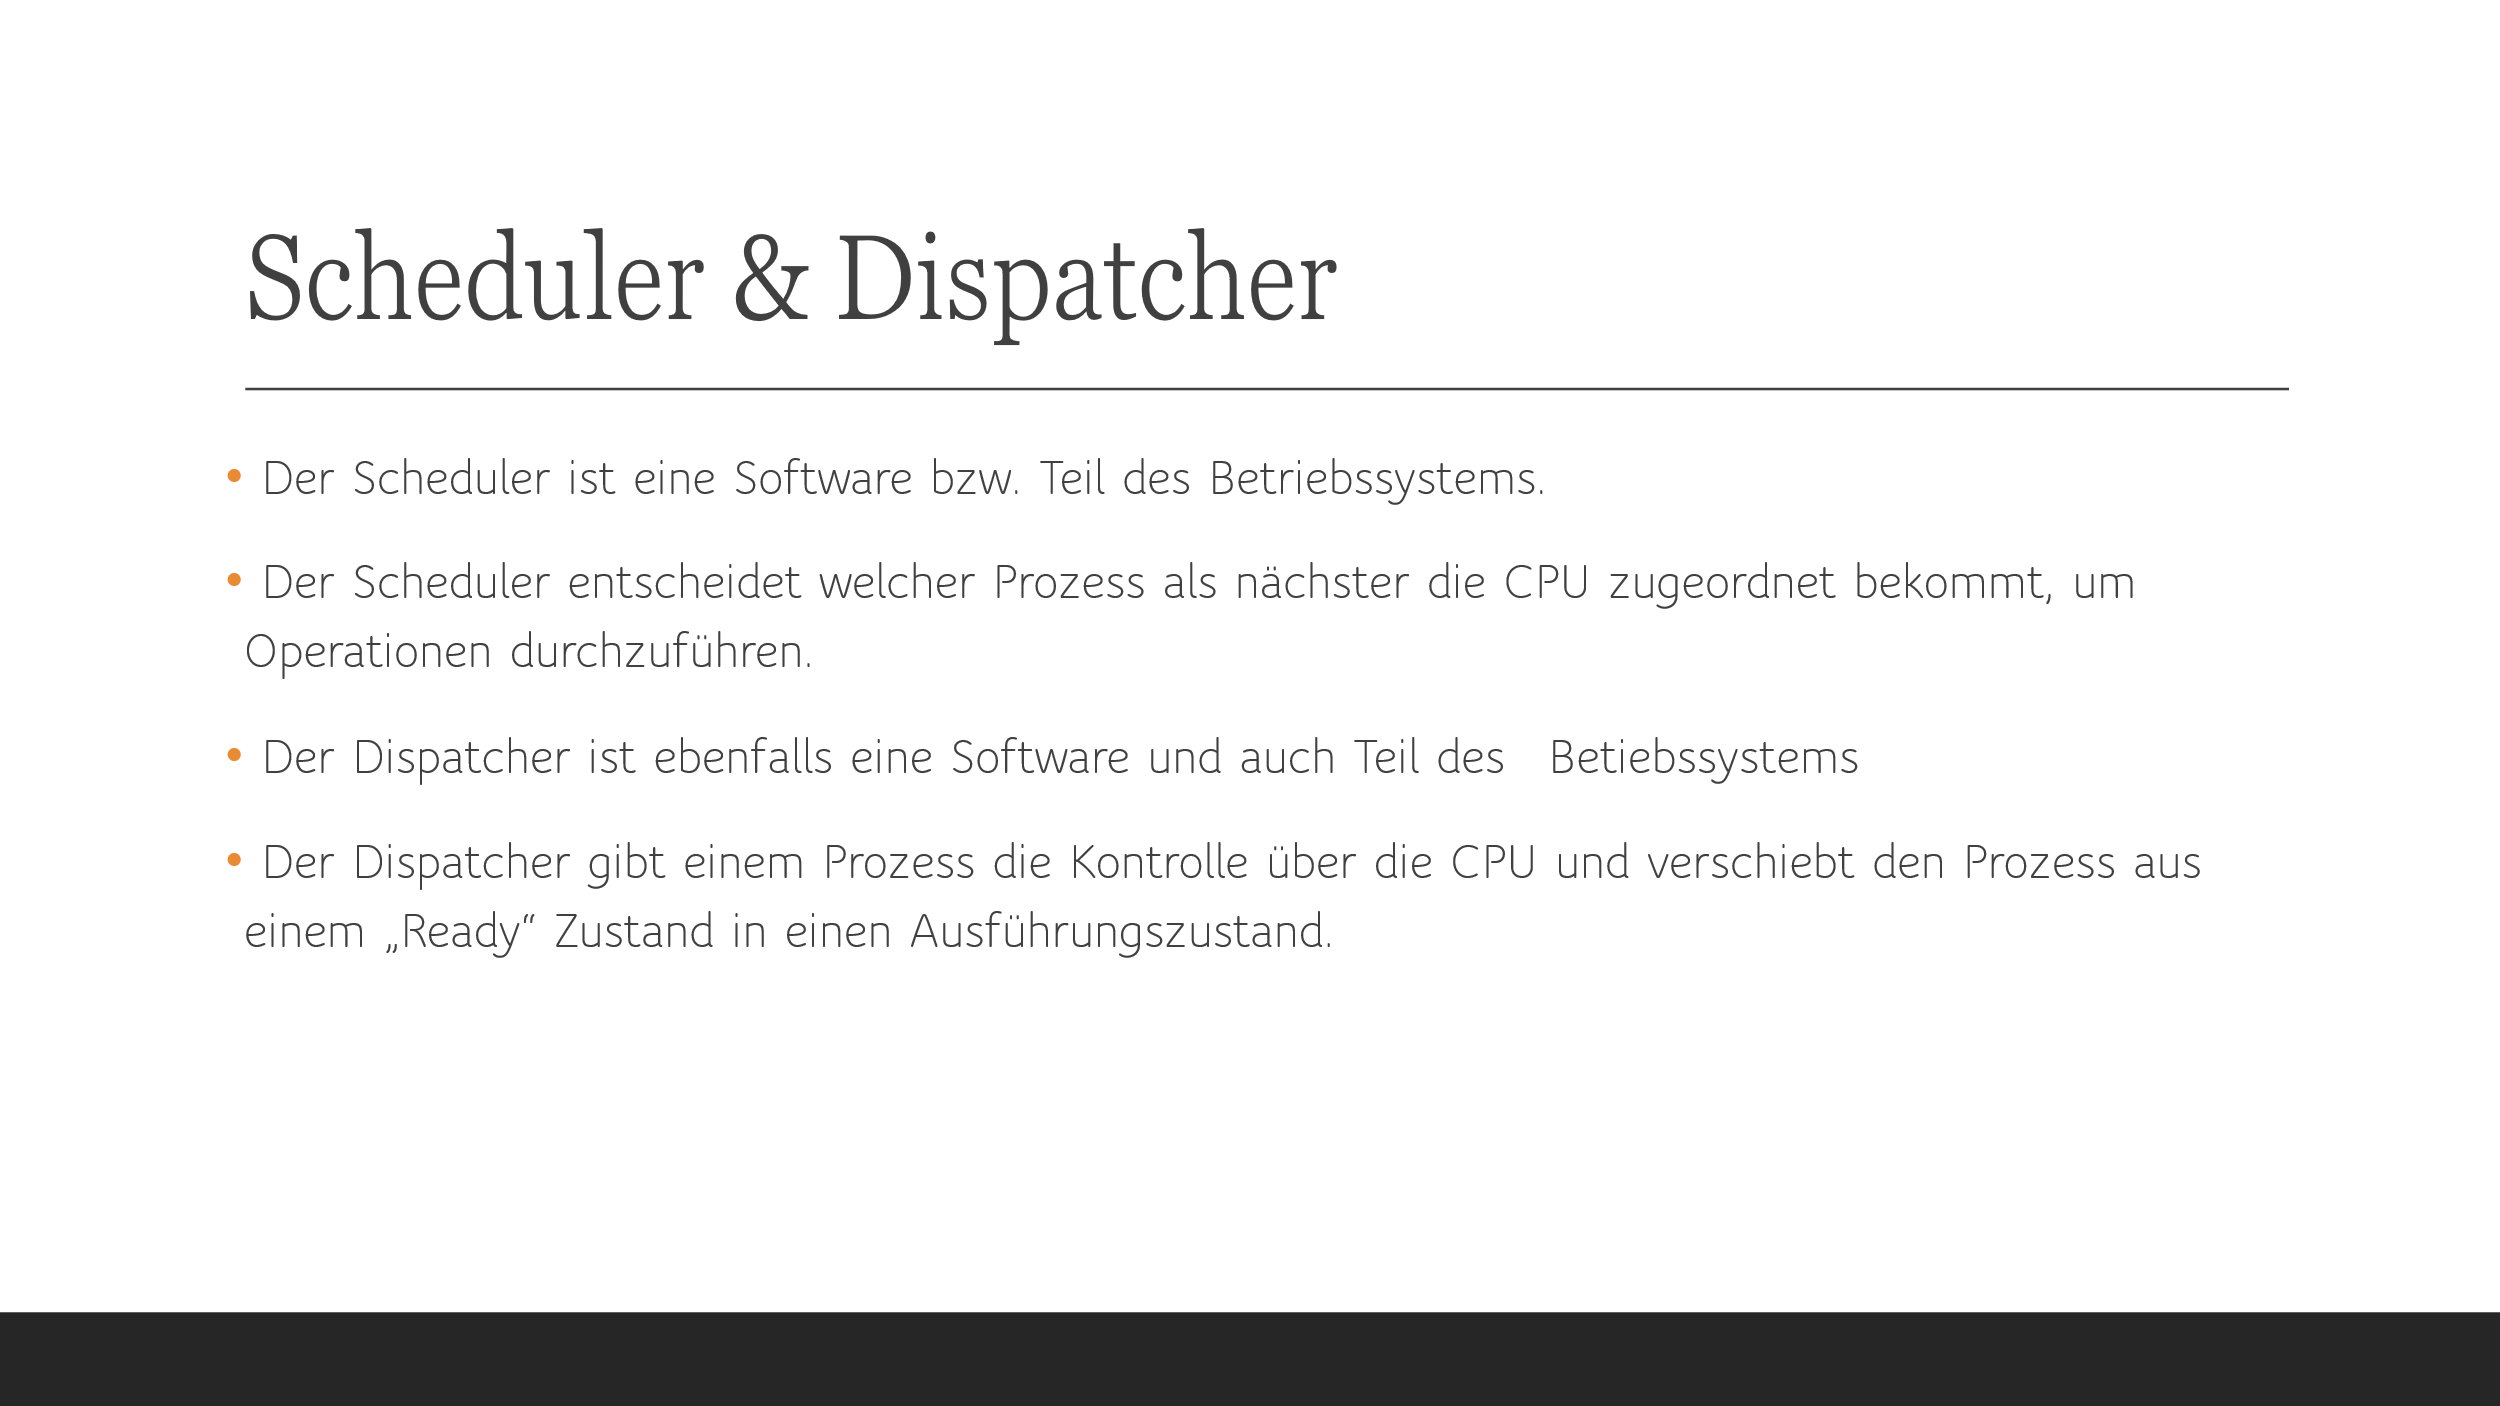 Scheduler & Dispatcher
• Der Scheduler ist eine Software bzw. Teil des Betriebssystems.
• Der Scheduler entscheidet welcher Prozess als nächster die CPU zugeordnet bekommt, um
Operationen durchzuführen.
• Der Dispatcher ist ebenfalls eine Software und auch Teil des  Betiebssystems
• Der Dispatcher gibt einem Prozess die Kontrolle über die CPU und verschiebt den Prozess aus
einem „Ready“ Zustand in einen Ausführungszustand.